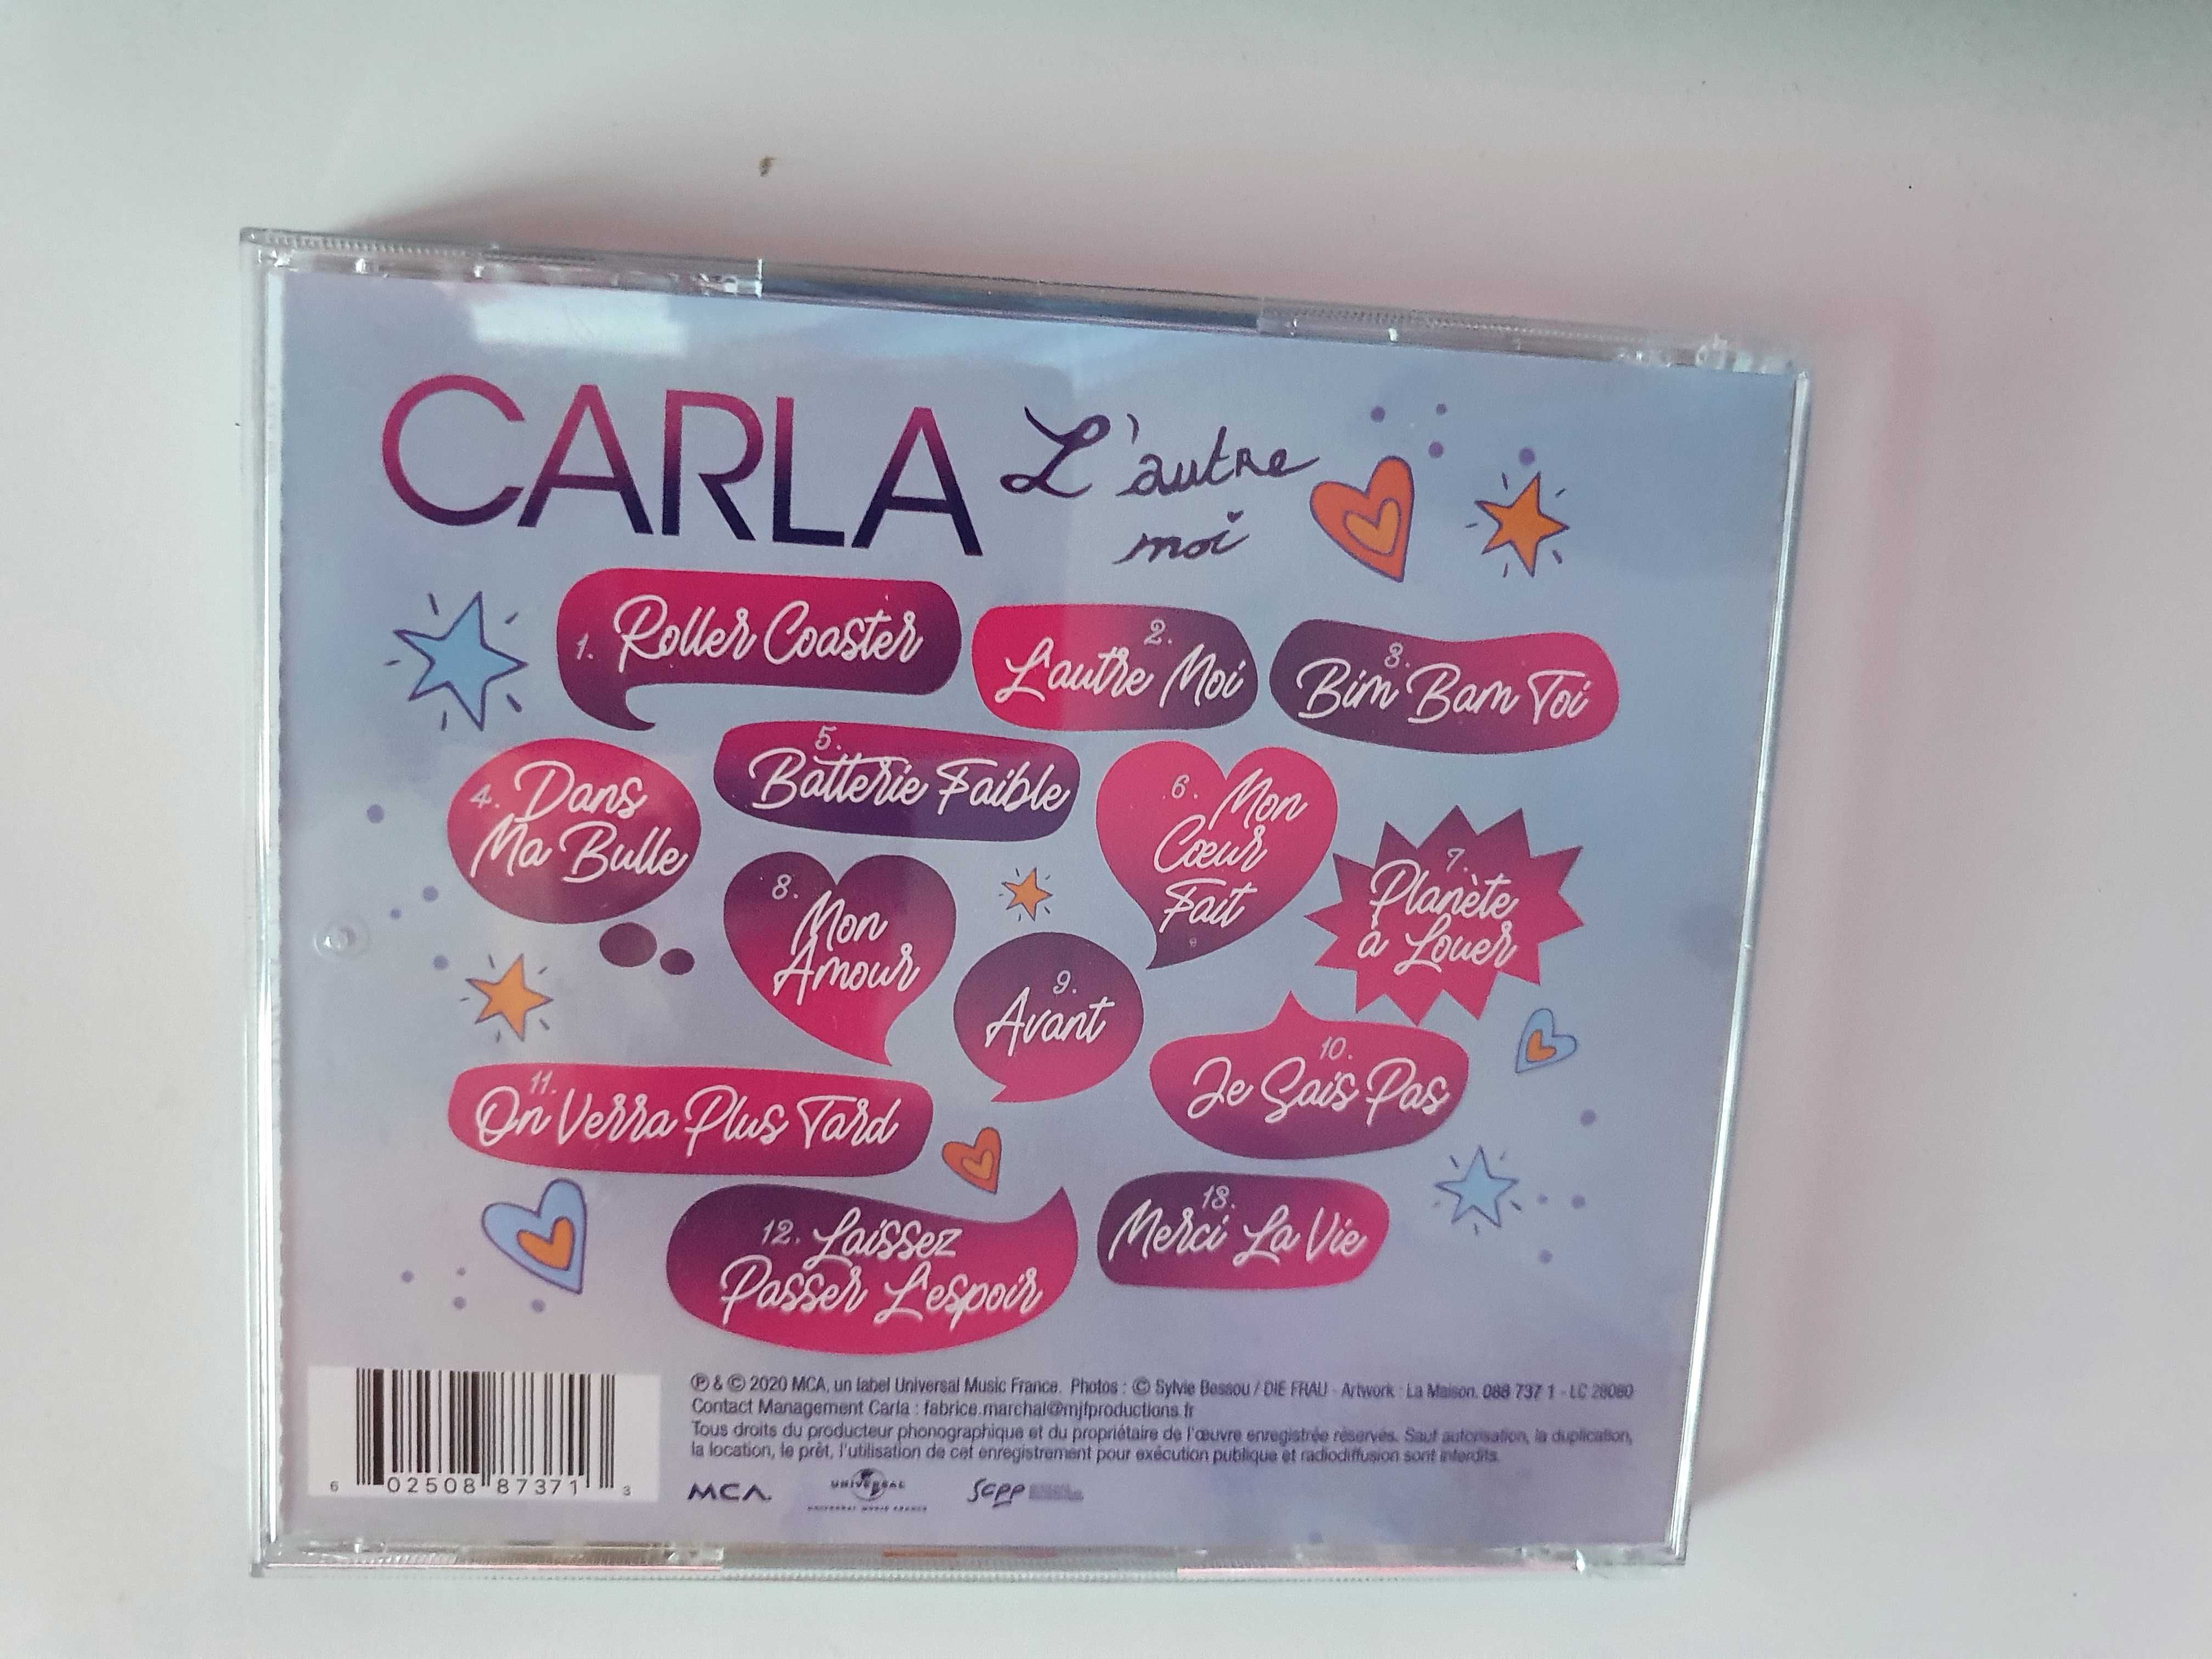 CARLA L'autre
moi
1. Roller Coaster
2.
L'autre Moi
3.
Bim Bam Toi
4. Dans
Ma Bulle
5.
Batterie Faible
6. Mon
Cœur
Fait
7.
Planète
à Louer
8.
Mon
Amour
9.
Avant
10.
Je Sais Pas
11.
On Verra Plus Tard
12. Laissez
Passer L'espoir
13.
Merci La Vie
℗ & © 2020 MCA, un label Universal Music France. Photos : © Sylvie Bossou / DIE FRAU - Artwork : La Maison. 088 737 1 - LC 28080
Contact Management Carla : fabrice.marchal@mjfproductions.fr
Tous droits du producteur phonographique et du propriétaire de l'œuvre enregistrée réservés. Sauf autorisation, la duplication,
la location, le prêt, l'utilisation de cet enregistrement pour exécution publique et radiodiffusion sont interdits.
6 02508 87371 3
MCA
UNIVERSAL
UNIVERSAL MUSIC FRANCE
SCPP